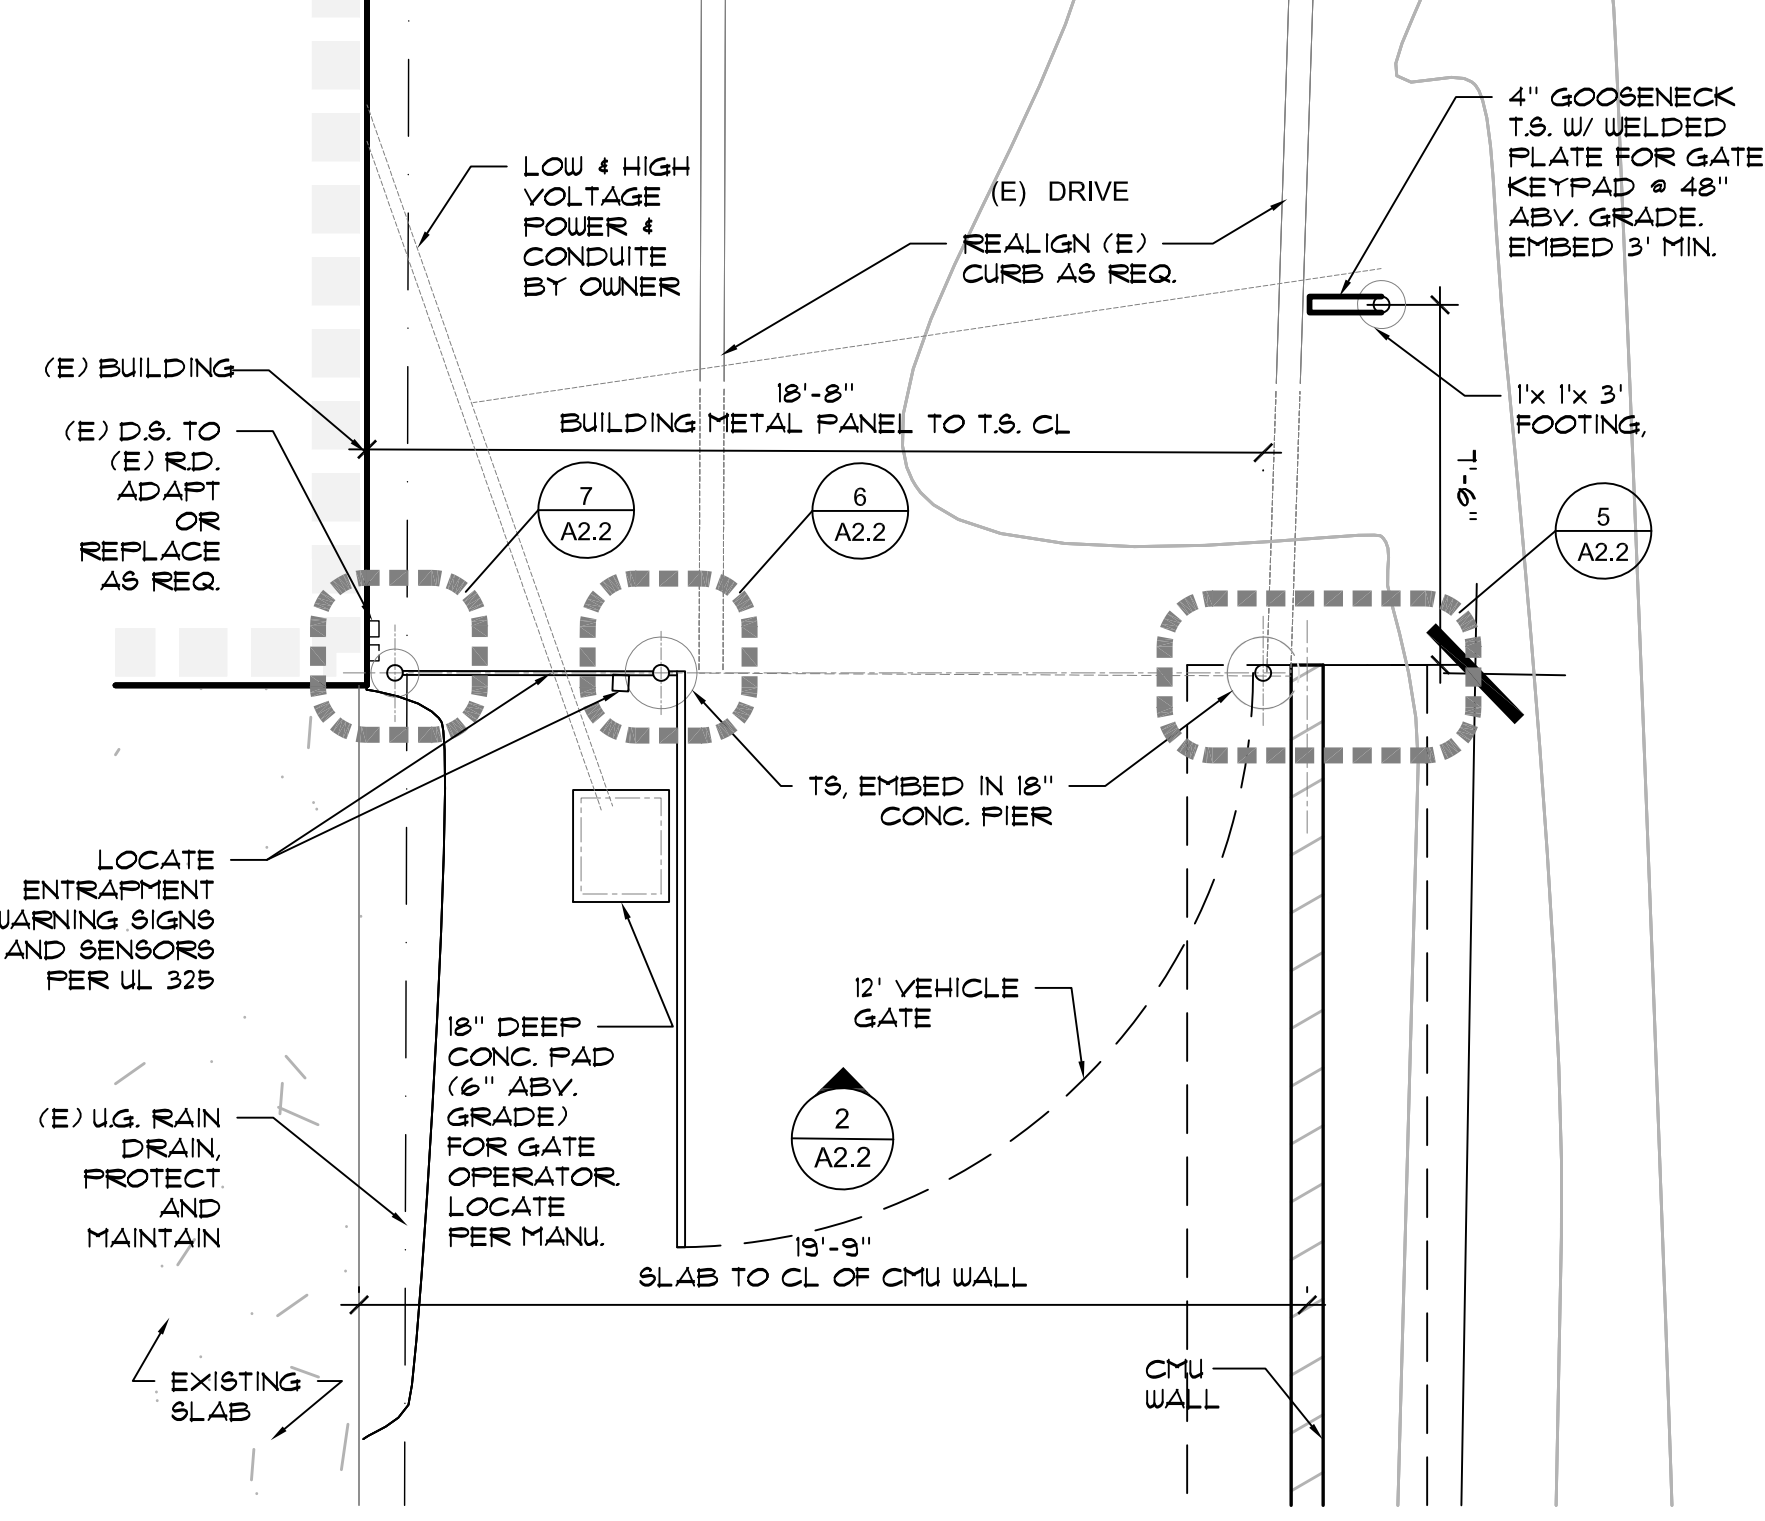 4" GOOSENECK
T.S. W/ WELDED
PLATE FOR GATE
KEYPAD @ 48"
ABV. GRADE.
EMBED 3' MIN.
LOW & HIGH
VOLTAGE
POWER &
CONDUITE
BY OWNER
(E) DRIVE
REALIGN (E)
CURB AS REQ.
(E) BUILDING
18'-8"
BUILDING METAL PANEL TO T.S. CL
1'x 1'x 3'
FOOTING,
(E) D.S. TO
(E) R.D.
ADAPT
OR
REPLACE
AS REQ.
7
A2.2
6
A2.2
7'-6"
5
A2.2
TS, EMBED IN 18"
CONC. PIER
LOCATE
ENTRAPMENT
WARNING SIGNS
AND SENSORS
PER UL 325
12' VEHICLE
GATE
18" DEEP
CONC. PAD
(6" ABV.
GRADE)
FOR GATE
OPERATOR.
LOCATE
PER MANU.
2
A2.2
(E) U.G. RAIN
DRAIN,
PROTECT
AND
MAINTAIN
19'-9"
SLAB TO CL OF CMU WALL
EXISTING
SLAB
CMU
WALL